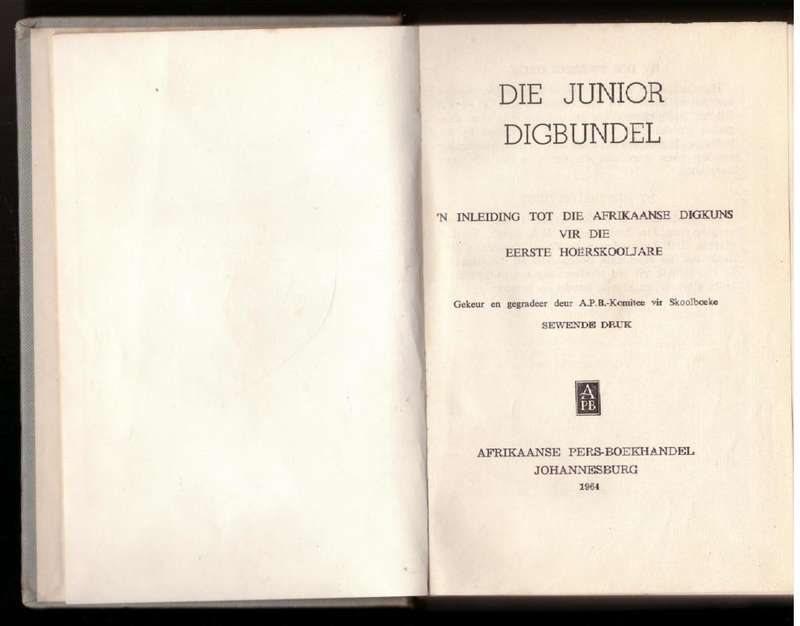 DIE JUNIOR
DIGBUNDEL
'N INLEIDING TOT DIE AFRIKAANSE DIGKUNS
VIR DIE
EERSTE HOËRSKOOLJARE
Gekeur en gegradeer deur A.P.B.-Komitee vir Skoolboeke
SEWENDE DRUK
A
PB
AFRIKAANSE PERS-BOEKHANDEL
JOHANNESBURG
1964